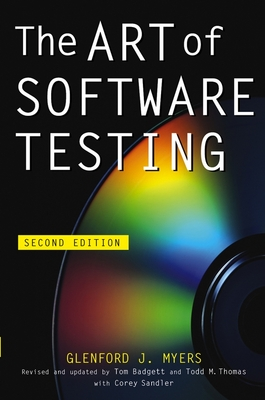 The ART of
SOFTWARE
TESTING
SECOND EDITION
GLENFORD J. MYERS
Revised and updated by Tom Badgett and Todd M. Thomas
with Corey Sandler